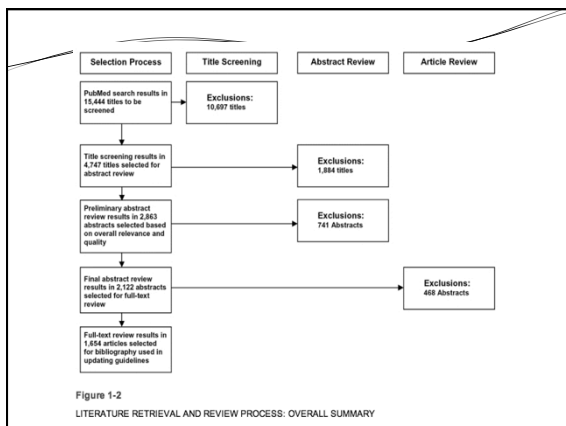 Selection Process
Title Screening
Abstract Review
Article Review
PubMed search results in
15,444 titles to be
screened
Exclusions:
10,697 titles
Title screening results in
4,747 titles selected for
abstract review
Exclusions:
1,884 titles
Preliminary abstract
review results in 2,863
abstracts selected based
on overall relevance and
quality
Exclusions:
741 Abstracts
Final abstract review
results in 2,122 abstracts
selected for full-text
review
Exclusions:
468 Abstracts
Full-text review results in
1,654 articles selected
for bibliography used in
updating guidelines
Figure 1-2
LITERATURE RETRIEVAL AND REVIEW PROCESS: OVERALL SUMMARY